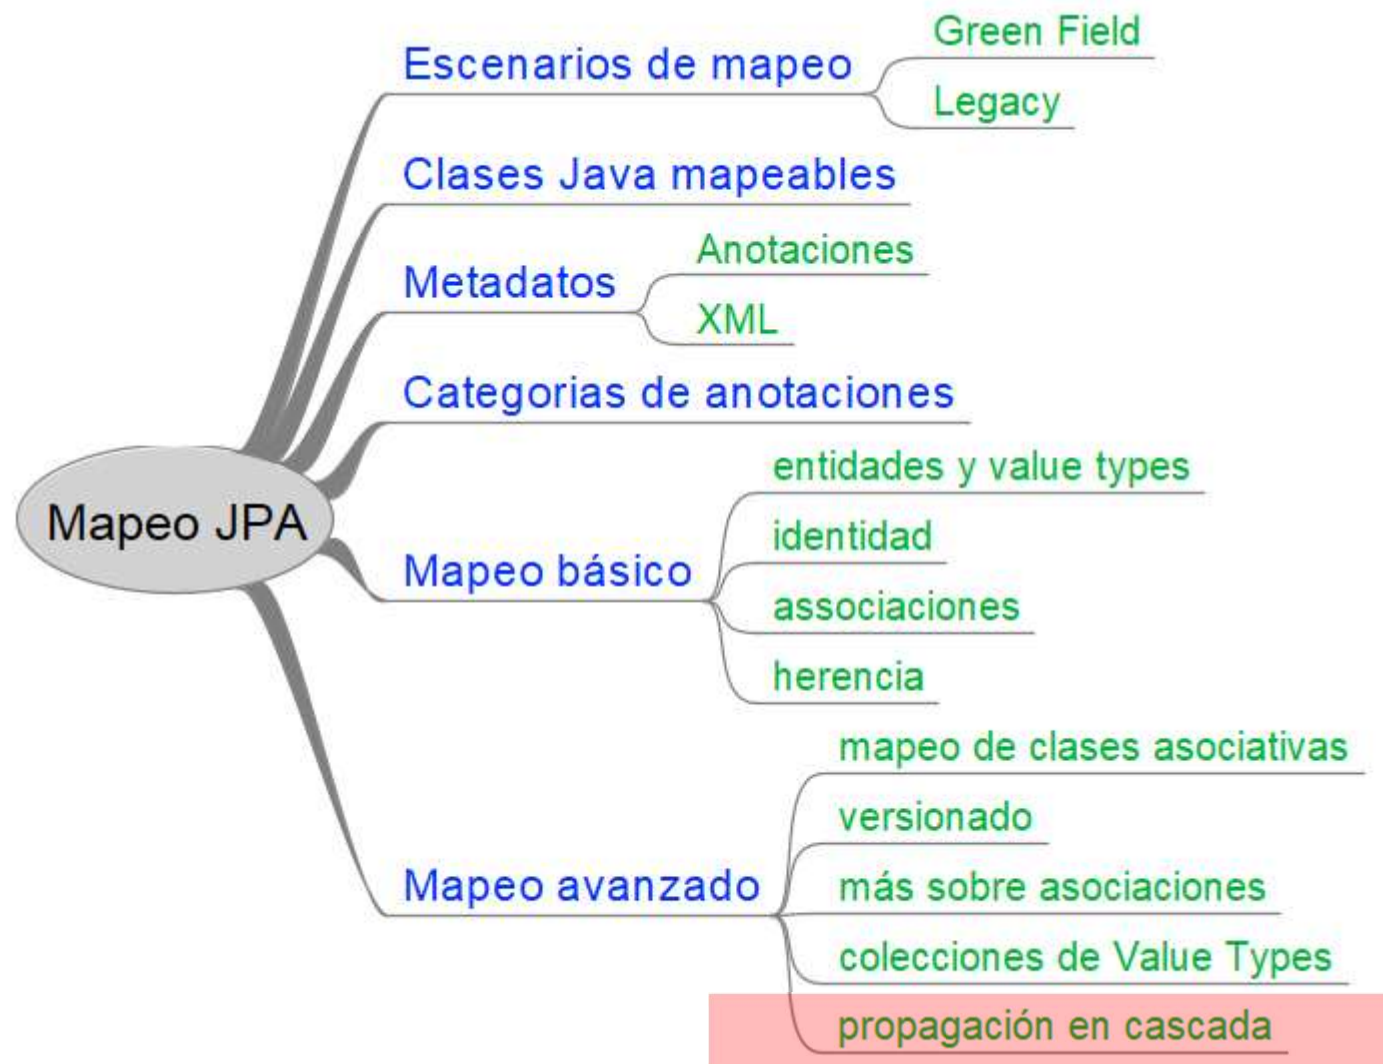 Mapeo JPA
Escenarios de mapeo
Green Field
Legacy
Clases Java mapeables
Metadatos
Anotaciones
XML
Categorias de anotaciones
Mapeo básico
entidades y value types
identidad
associaciones
herencia
Mapeo avanzado
mapeo de clases asociativas
versionado
más sobre asociaciones
colecciones de Value Types
propagación en cascada